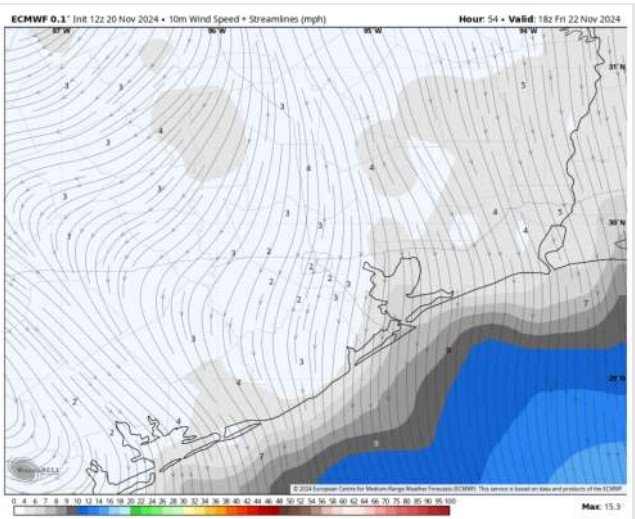 ECMWF 0.1° Init 12z 20 Nov 2024 • 10m Wind Speed + Streamlines (mph)
Hour: 54 • Valid: 18z Fri 22 Nov 2024
97°W 96°W 95°W 94°W
31°N
3 3 3 5
4
3
4 4
3
3
3 3 4 5
30°N
4
3 2
2
2 2 3
2 3
7
3
8
3
29°N
4
2
4
2
9
7
WeatherBELL
© 2024 European Centre for Medium-Range Weather Forecasts (ECMWF). This service is based on data and products of the ECMWF.
0 4 6 7 8 9 10 12 14 16 18 20 22 24 26 28 30 32 34 36 38 40 42 44 46 48 50 52 54 56 58 60 65 70 75 80 85 90 95 100
Max: 15.3